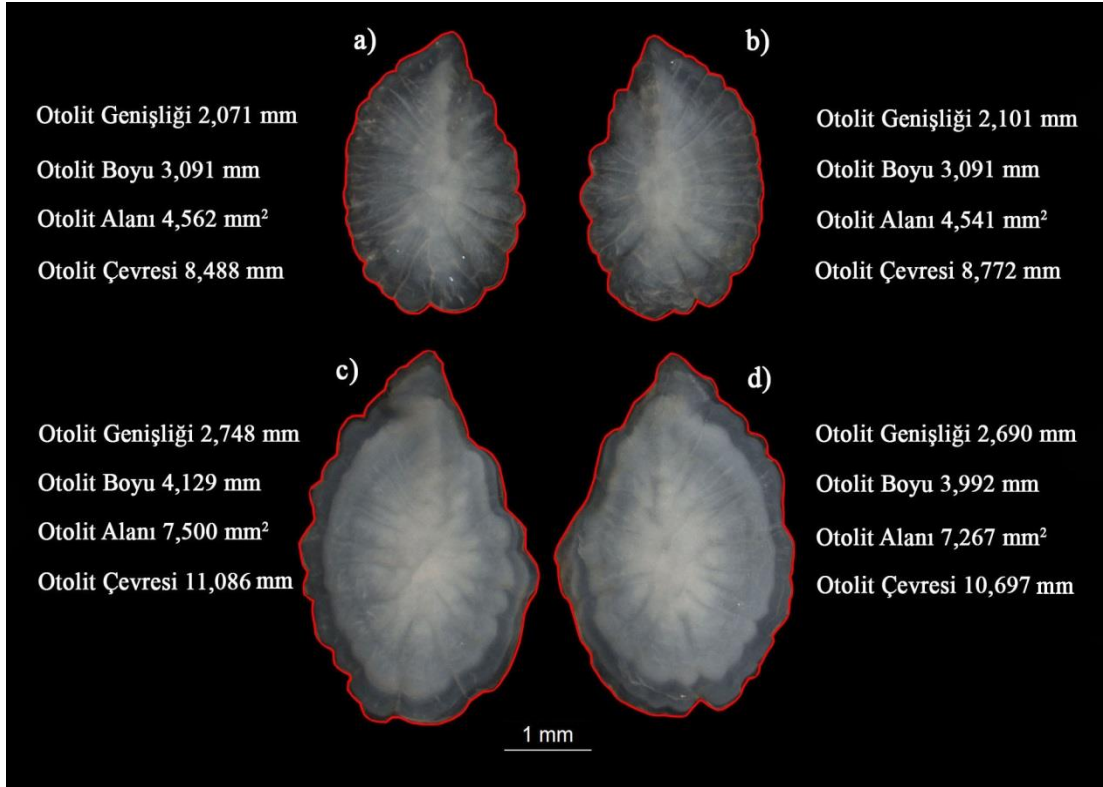 a)
Otolit Genişliği 2,071 mm
Otolit Boyu 3,091 mm
Otolit Alanı 4,562 mm²
Otolit Çevresi 8,488 mm
b)
Otolit Genişliği 2,101 mm
Otolit Boyu 3,091 mm
Otolit Alanı 4,541 mm²
Otolit Çevresi 8,772 mm
c)
Otolit Genişliği 2,748 mm
Otolit Boyu 4,129 mm
Otolit Alanı 7,500 mm²
Otolit Çevresi 11,086 mm
d)
Otolit Genişliği 2,690 mm
Otolit Boyu 3,992 mm
Otolit Alanı 7,267 mm²
Otolit Çevresi 10,697 mm
1 mm